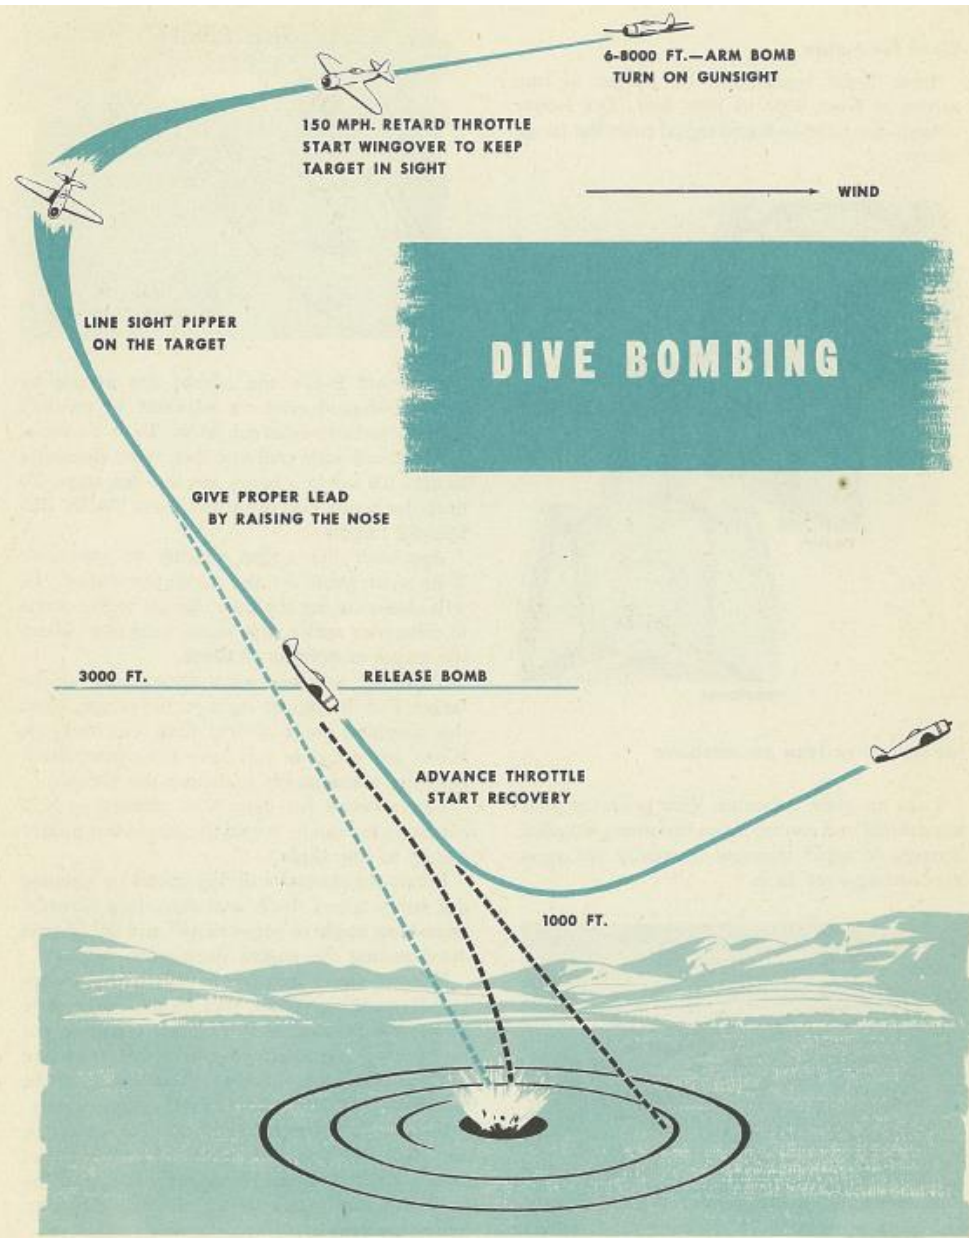 6-8000 FT.—ARM BOMB
TURN ON GUNSIGHT
150 MPH. RETARD THROTTLE
START WINGOVER TO KEEP
TARGET IN SIGHT
WIND
DIVE BOMBING
LINE SIGHT PIPPER
ON THE TARGET
GIVE PROPER LEAD
BY RAISING THE NOSE
3000 FT.
RELEASE BOMB
ADVANCE THROTTLE
START RECOVERY
1000 FT.